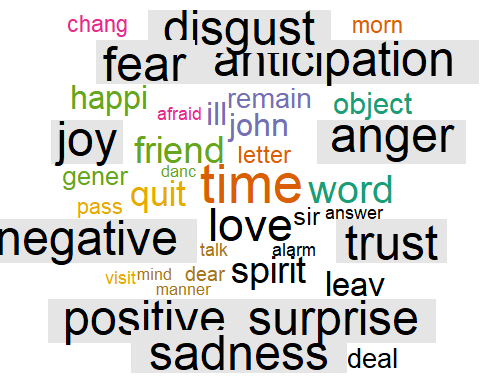 chang disgust morn
fear anticipation
happi afraid ill remain object
joy friend john letter anger
gener danc
pass quit time word
negative love sir answer trust
talk alarm
visit mind dear spirit leav
manner
positive surprise
sadness deal